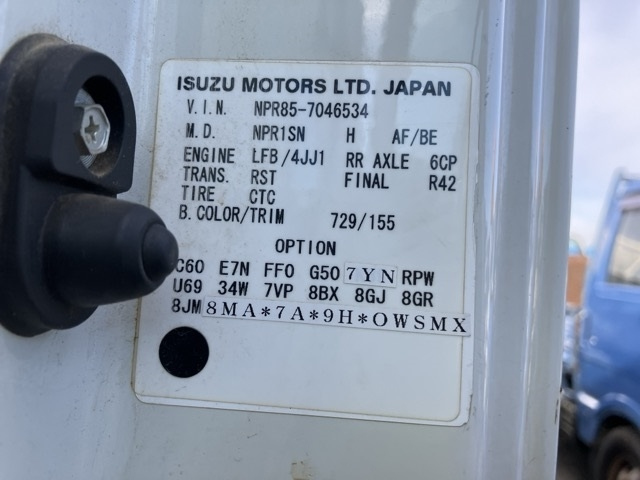 ISUZU MOTORS LTD. JAPAN
V.I.N. NPR85-7046534
M.D. NPR1SN H AF/BE
ENGINE LFB/4JJ1 RR AXLE 6CP
TRANS. RST FINAL R42
TIRE CTC
B.COLOR/TRIM 729/155
OPTION
C60 E7N FF0 G50 7YN RPW
U69 34W 7VP 8BX 8GJ 8GR
8JM 8MA*7A*9H*OWSMX